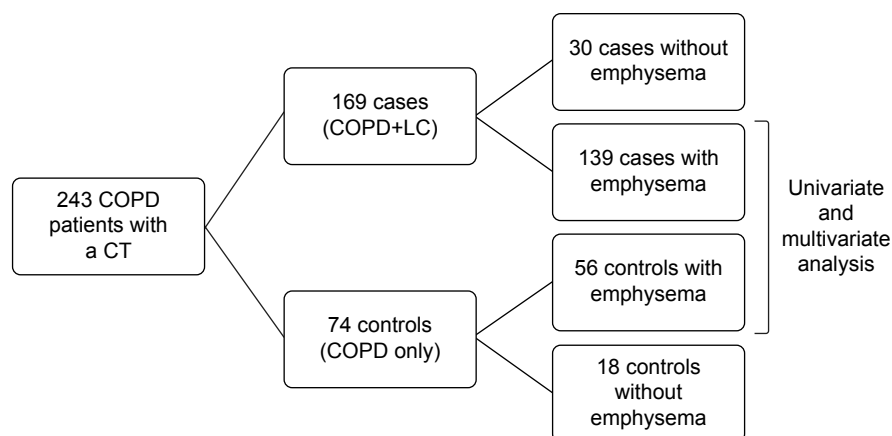 243 COPD
patients with
a CT
169 cases
(COPD+LC)
74 controls
(COPD only)
30 cases without
emphysema
139 cases with
emphysema
56 controls with
emphysema
18 controls
without
emphysema
Univariate
and
multivariate
analysis